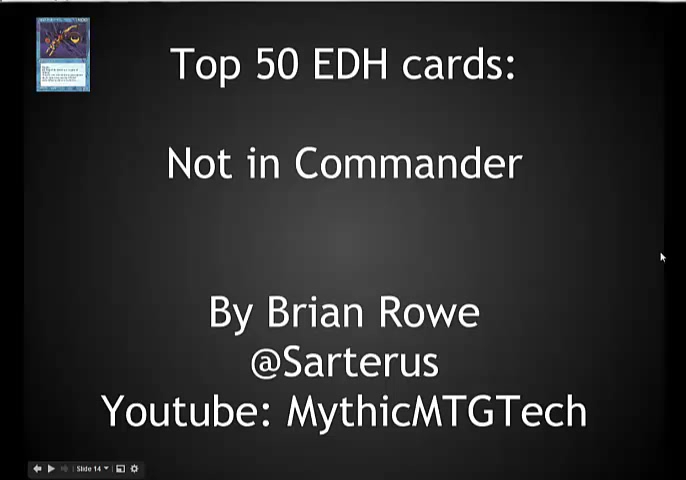 Top 50 EDH cards:
Not in Commander
By Brian Rowe
@Sarterus
Youtube: MythicMTGTech
Slide 14